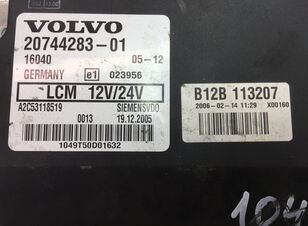 VOLVO
20744283-01
16040 05-12
GERMANY e1 023956
LCM 12V/24V
A2C53118519 SIEMENSVDO
0013 19.12.2005
1049T50D01632
B12B 113207
2006-02-14 11:29 X00160
104